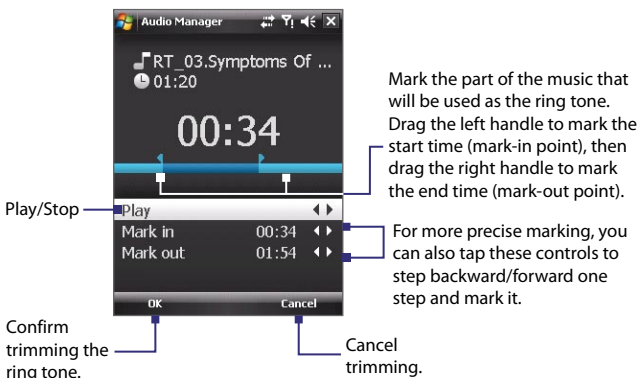 Audio Manager
RT_03.Symptoms Of ...
01:20
00:34
Play
Mark in 00:34
Mark out 01:54
OK Cancel
Mark the part of the music that
will be used as the ring tone.
Drag the left handle to mark the
start time (mark-in point), then
drag the right handle to mark
the end time (mark-out point).
Play/Stop
For more precise marking, you
can also tap these controls to
step backward/forward one
step and mark it.
Confirm
trimming the
ring tone.
Cancel
trimming.